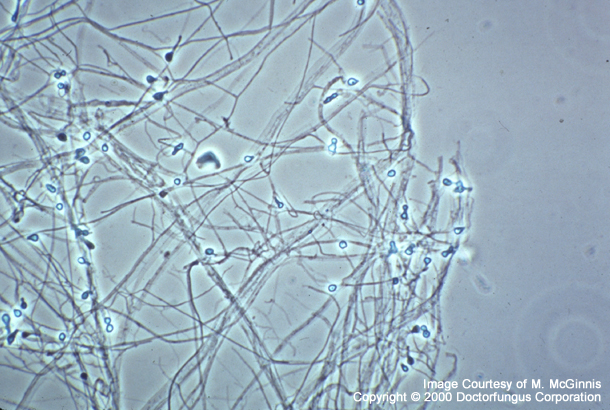 Image Courtesy of M. McGinnis
Copyright © 2000 Doctorfungus Corporation